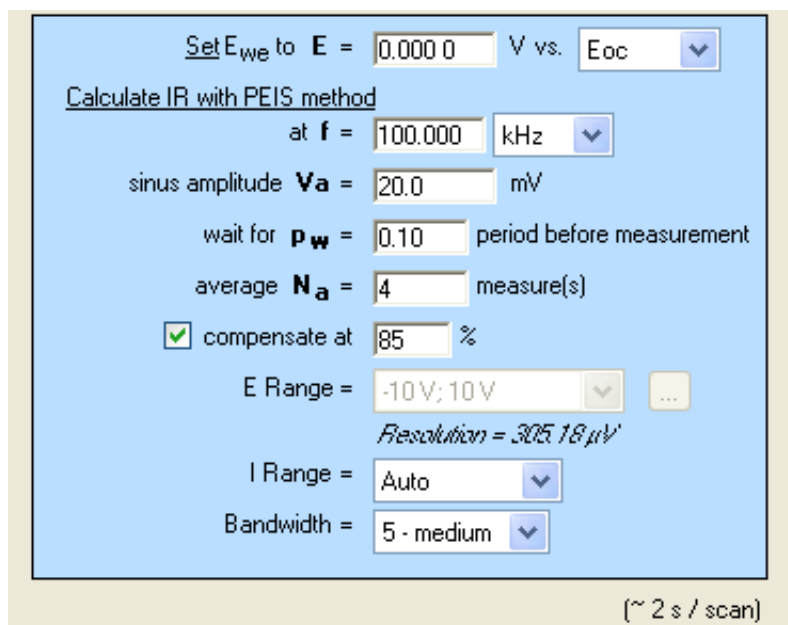 Set Ewe to E = 0.000 0 V vs. Eoc
Calculate IR with PEIS method
at f = 100.000 kHz
sinus amplitude Va = 20.0 mV
wait for pw = 0.10 period before measurement
average Na = 4 measure(s)
compensate at 85 %
E Range = -10 V; 10 V ...
Resolution = 305.18 µV
I Range = Auto
Bandwidth = 5 - medium
(~ 2 s / scan)